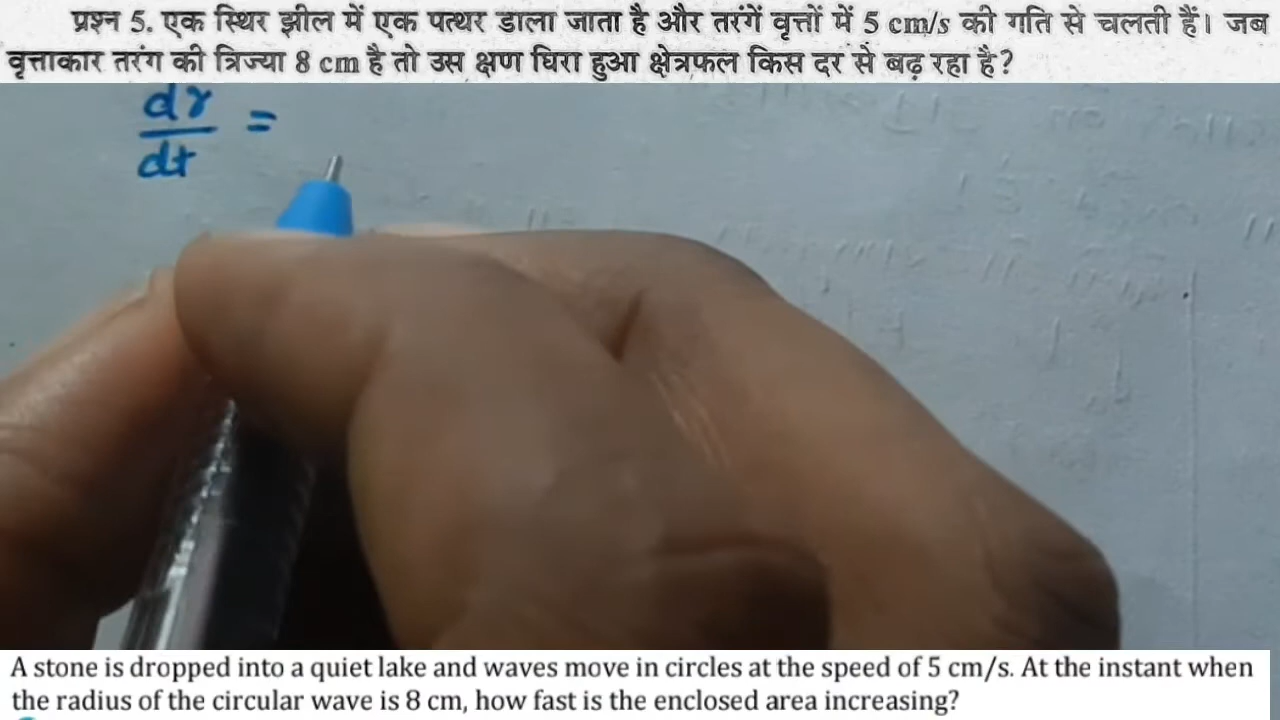 प्रश्न 5. एक स्थिर झील में एक पत्थर डाला जाता है और तरंगें वृत्तों में 5 cm/s की गति से चलती हैं। जब
वृत्ताकार तरंग की त्रिज्या 8 cm है तो उस क्षण घिरा हुआ क्षेत्रफल किस दर से बढ़ रहा है?
dr
dt =
A stone is dropped into a quiet lake and waves move in circles at the speed of 5 cm/s. At the instant when
the radius of the circular wave is 8 cm, how fast is the enclosed area increasing?